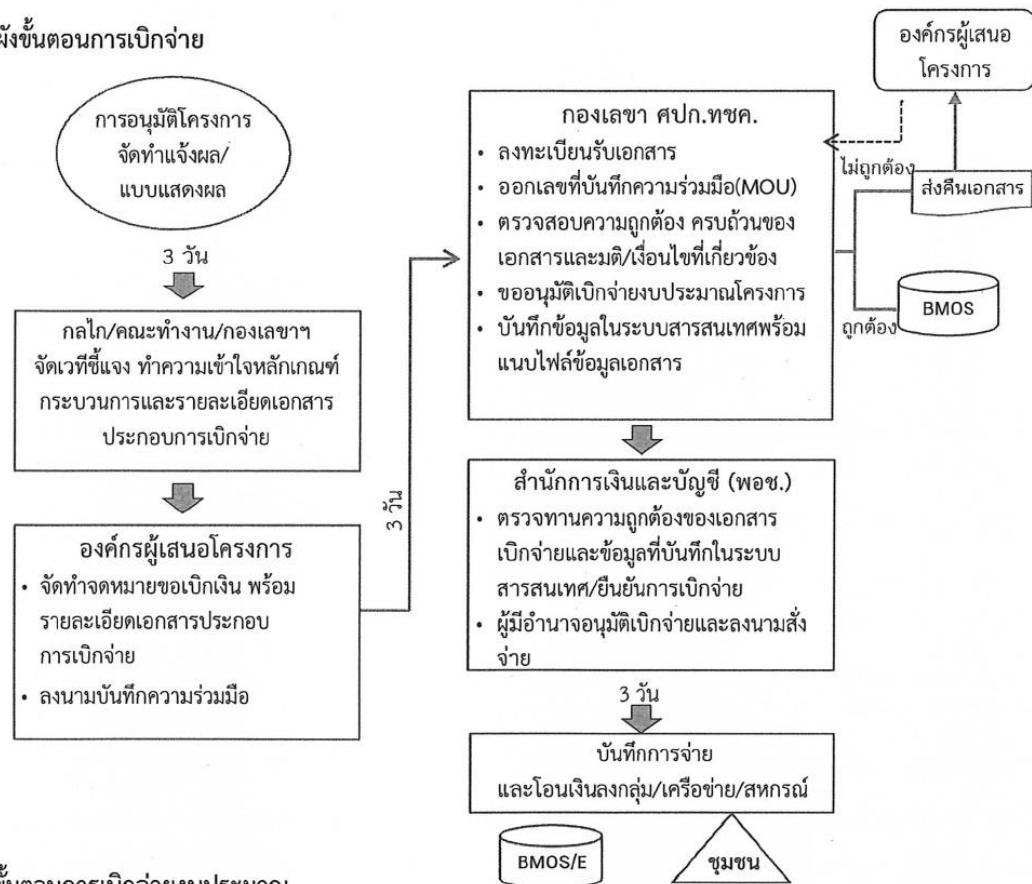 ผังขั้นตอนการเบิกจ่าย
การอนุมัติโครงการ
จัดทำแจ้งผล/
แบบแสดงผล
3 วัน
กลไก/คณะทำงาน/กองเลขาฯ
จัดเวทีชี้แจง ทำความเข้าใจหลักเกณฑ์
กระบวนการและรายละเอียดเอกสาร
ประกอบการเบิกจ่าย
องค์กรผู้เสนอโครงการ
• จัดทำจดหมายขอเบิกเงิน พร้อม
รายละเอียดเอกสารประกอบ
การเบิกจ่าย
• ลงนามบันทึกความร่วมมือ
3 วัน
กองเลขา ศปก.ทชค.
• ลงทะเบียนรับเอกสาร
• ออกเลขที่บันทึกความร่วมมือ(MOU)
• ตรวจสอบความถูกต้อง ครบถ้วนของ
เอกสารและมติ/เงื่อนไขที่เกี่ยวข้อง
• ขออนุมัติเบิกจ่ายงบประมาณโครงการ
• บันทึกข้อมูลในระบบสารสนเทศพร้อม
แนบไฟล์ข้อมูลเอกสาร
องค์กรผู้เสนอ
โครงการ
ไม่ถูกต้อง
ส่งคืนเอกสาร
ถูกต้อง
BMOS
สำนักการเงินและบัญชี (พอช.)
• ตรวจทานความถูกต้องของเอกสาร
เบิกจ่ายและข้อมูลที่บันทึกในระบบ
สารสนเทศ/ยืนยันการเบิกจ่าย
• ผู้มีอำนาจอนุมัติเบิกจ่ายและลงนามสั่ง
จ่าย
3 วัน
บันทึกการจ่าย
และโอนเงินลงกลุ่ม/เครือข่าย/สหกรณ์
BMOS/E
ชุมชน
ขั้นตอนการเบิกจ่ายงบประมาณ